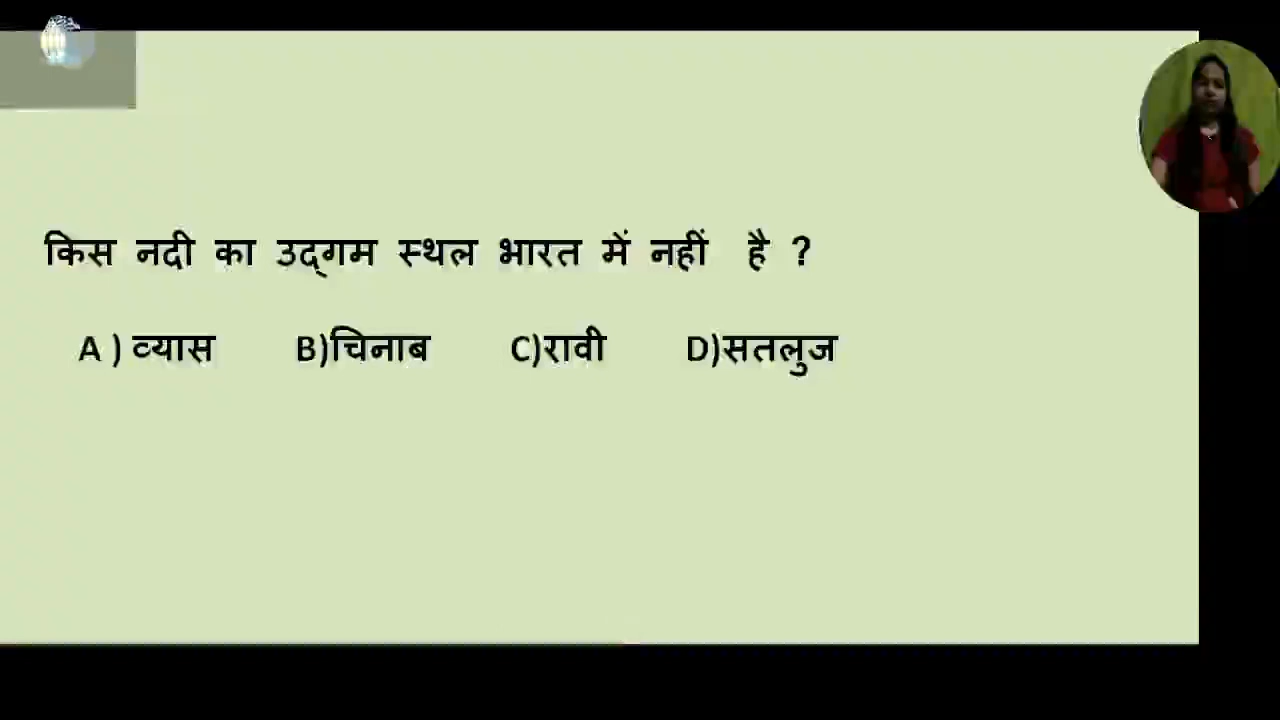 किस नदी का उद्गम स्थल भारत में नहीं है ?
A ) व्यास B)चिनाब C)रावी D)सतलुज